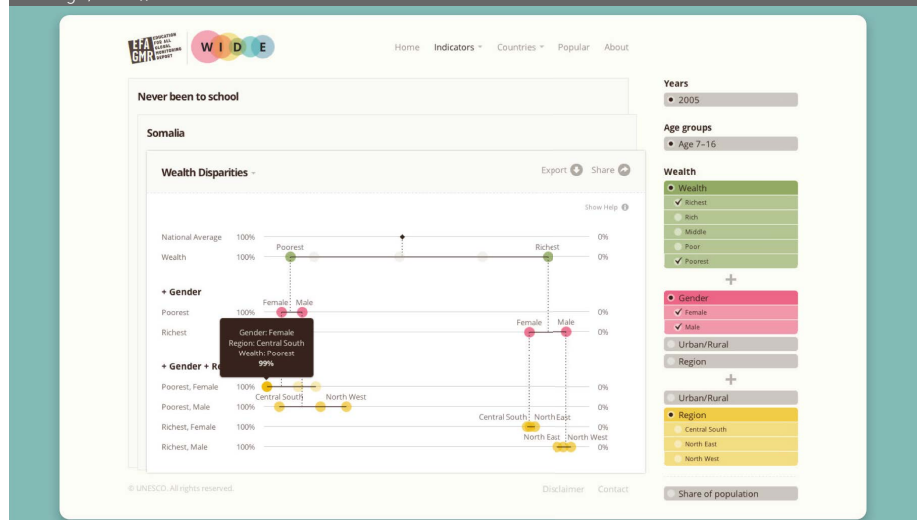 EFA GMR
EDUCATION FOR ALL GLOBAL MONITORING REPORT
W I D E
Home Indicators Countries Popular About
Never been to school
Somalia
Wealth Disparities
Export Share
Show Help
National Average 100% 0%
Poorest Richest
Wealth 100% 0%
+ Gender
Female Male
Poorest 100% 0%
Female Male
Richest 0%
Gender: Female
Region: Central South
Wealth: Poorest
99%
+ Gender + Re
Poorest, Female 100% 0%
Central South North West
Poorest, Male 100% 0%
Central South North East
Richest, Female 100% 0%
North East North West
Richest, Male 100% 0%
© UNESCO. All rights reserved.
Disclaimer Contact
Years
2005
Age groups
Age 7–16
Wealth
Wealth
Richest
Rich
Middle
Poor
Poorest
+
Gender
Female
Male
Urban/Rural
Region
+
Urban/Rural
Region
Central South
North East
North West
Share of population